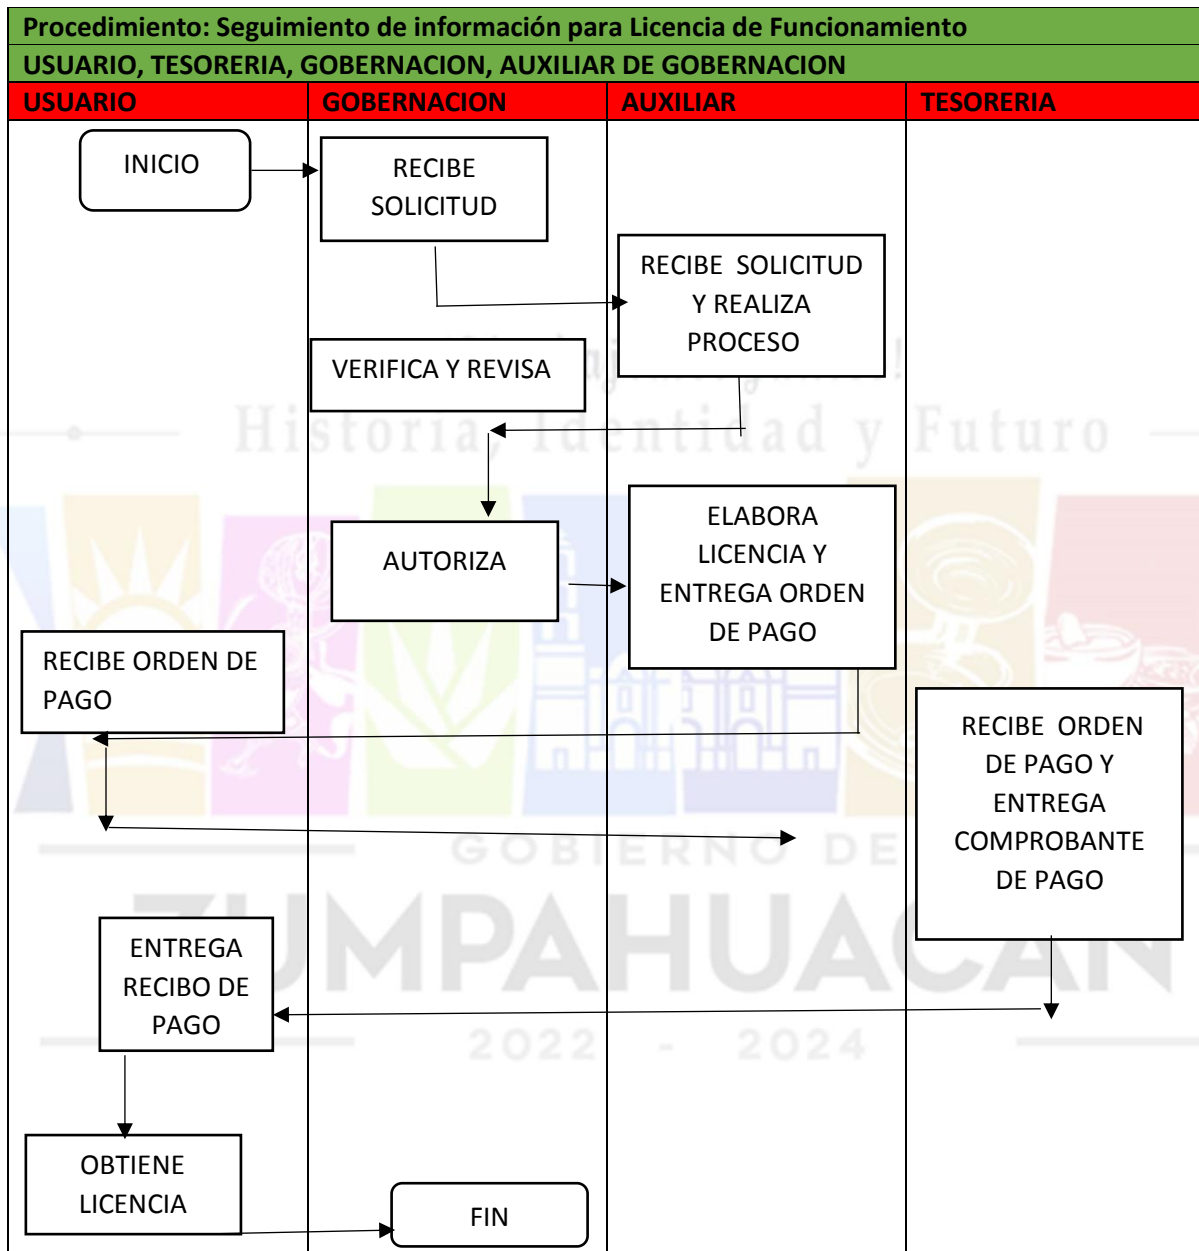 Procedimiento: Seguimiento de información para Licencia de Funcionamiento
USUARIO, TESORERIA, GOBERNACION, AUXILIAR DE GOBERNACION
USUARIO
GOBERNACION
AUXILIAR
TESORERIA
INICIO
RECIBE
SOLICITUD
RECIBE SOLICITUD
Y REALIZA
PROCESO
VERIFICA Y REVISA
Historia, Identidad y Futuro
AUTORIZA
ELABORA
LICENCIA Y
ENTREGA ORDEN
DE PAGO
RECIBE ORDEN DE
PAGO
RECIBE ORDEN
DE PAGO Y
ENTREGA
COMPROBANTE
DE PAGO
GOBIERNO DE
ZUMPAHUACAN
2022 - 2024
ENTREGA
RECIBO DE
PAGO
OBTIENE
LICENCIA
FIN